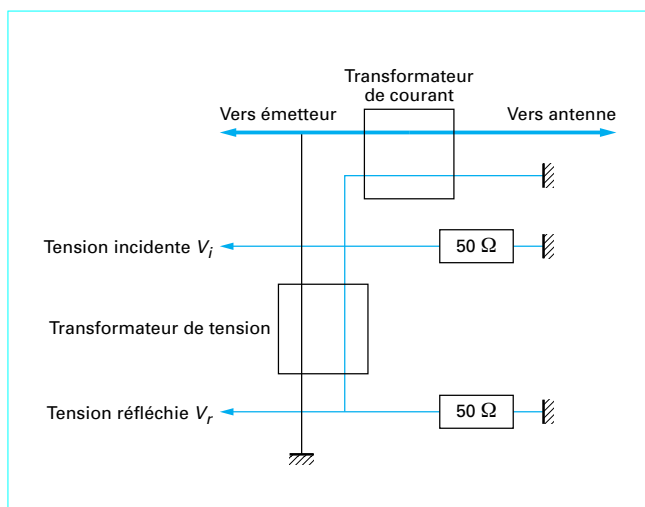 Transformateur
de courant
Vers émetteur
Vers antenne
Tension incidente Vi
50 Ω
Transformateur de tension
Tension réfléchie Vr
50 Ω